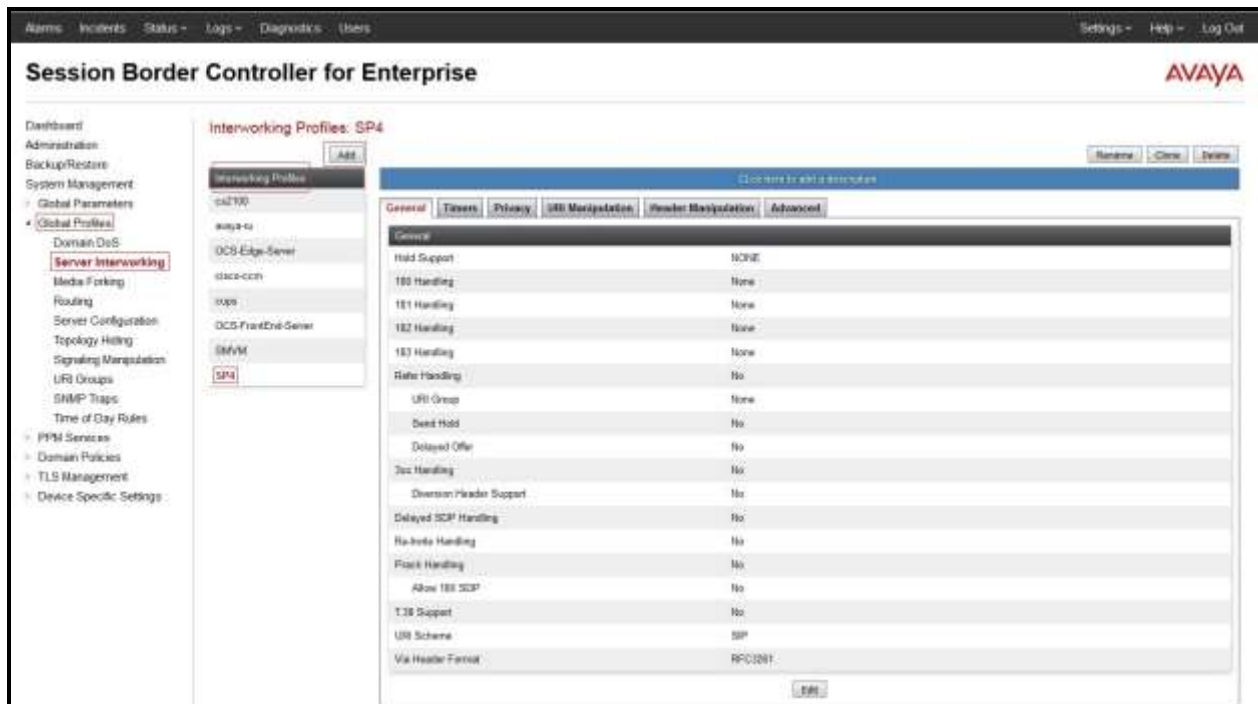 Alarms Incidents Status Logs Diagnostics Users Settings Help Log Out
Session Border Controller for Enterprise
AVAYA
Dashboard
Administration
Backup/Restore
System Management
Global Parameters
Global Profiles
Domain DoS
Server Interworking
Media Forking
Routing
Server Configuration
Topology Hiding
Signaling Manipulation
URI Groups
SNMP Traps
Time of Day Rules
PPM Services
Domain Policies
TLS Management
Device Specific Settings
Interworking Profiles: SP4
Add
Rename Clone Delete
Interworking Profiles
cs2100
avaya-ru
OCS-Edge-Server
cisco-ccm
cups
OCS-FrontEnd-Server
SMVM
SP4
Click here to add a description
General Timers Privacy URI Manipulation Header Manipulation Advanced
General
Hold Support NONE
180 Handling None
181 Handling None
182 Handling None
183 Handling None
Refer Handling No
URI Group None
Send Hold No
Delayed Offer No
3xx Handling No
Diversion Header Support No
Delayed SDP Handling No
Re-Invite Handling No
Prack Handling No
Allow 18X SDP No
T.38 Support No
URI Scheme SIP
Via Header Format RFC3261
Edit